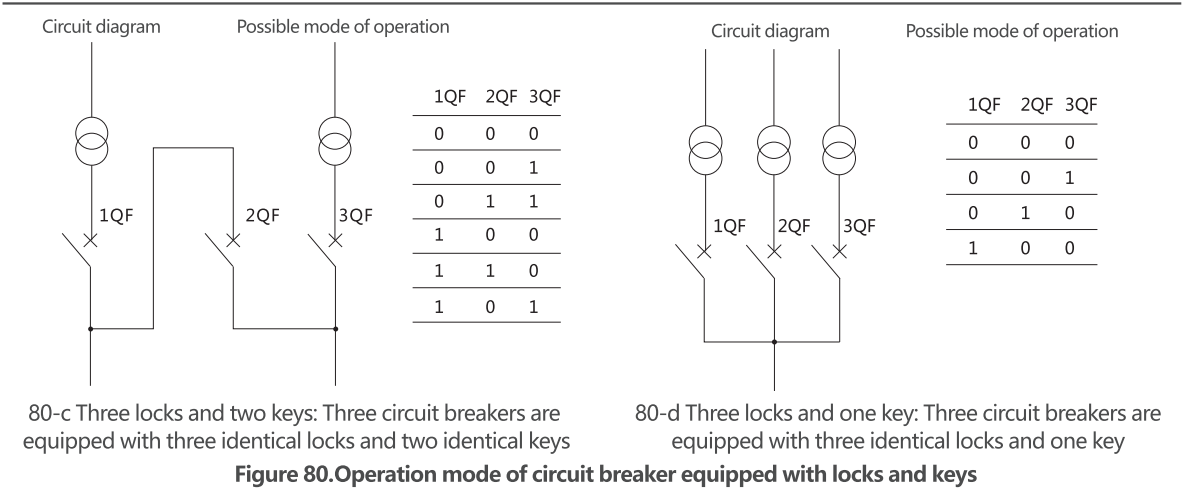 Circuit diagram
Possible mode of operation
1QF
2QF
3QF
1QF 2QF 3QF
0 0 0
0 0 1
0 1 1
1 0 0
1 1 0
1 0 1
80-c Three locks and two keys: Three circuit breakers are
equipped with three identical locks and two identical keys
Circuit diagram
Possible mode of operation
1QF
2QF
3QF
1QF 2QF 3QF
0 0 0
0 0 1
0 1 0
1 0 0
80-d Three locks and one key: Three circuit breakers are
equipped with three identical locks and one key
Figure 80.Operation mode of circuit breaker equipped with locks and keys